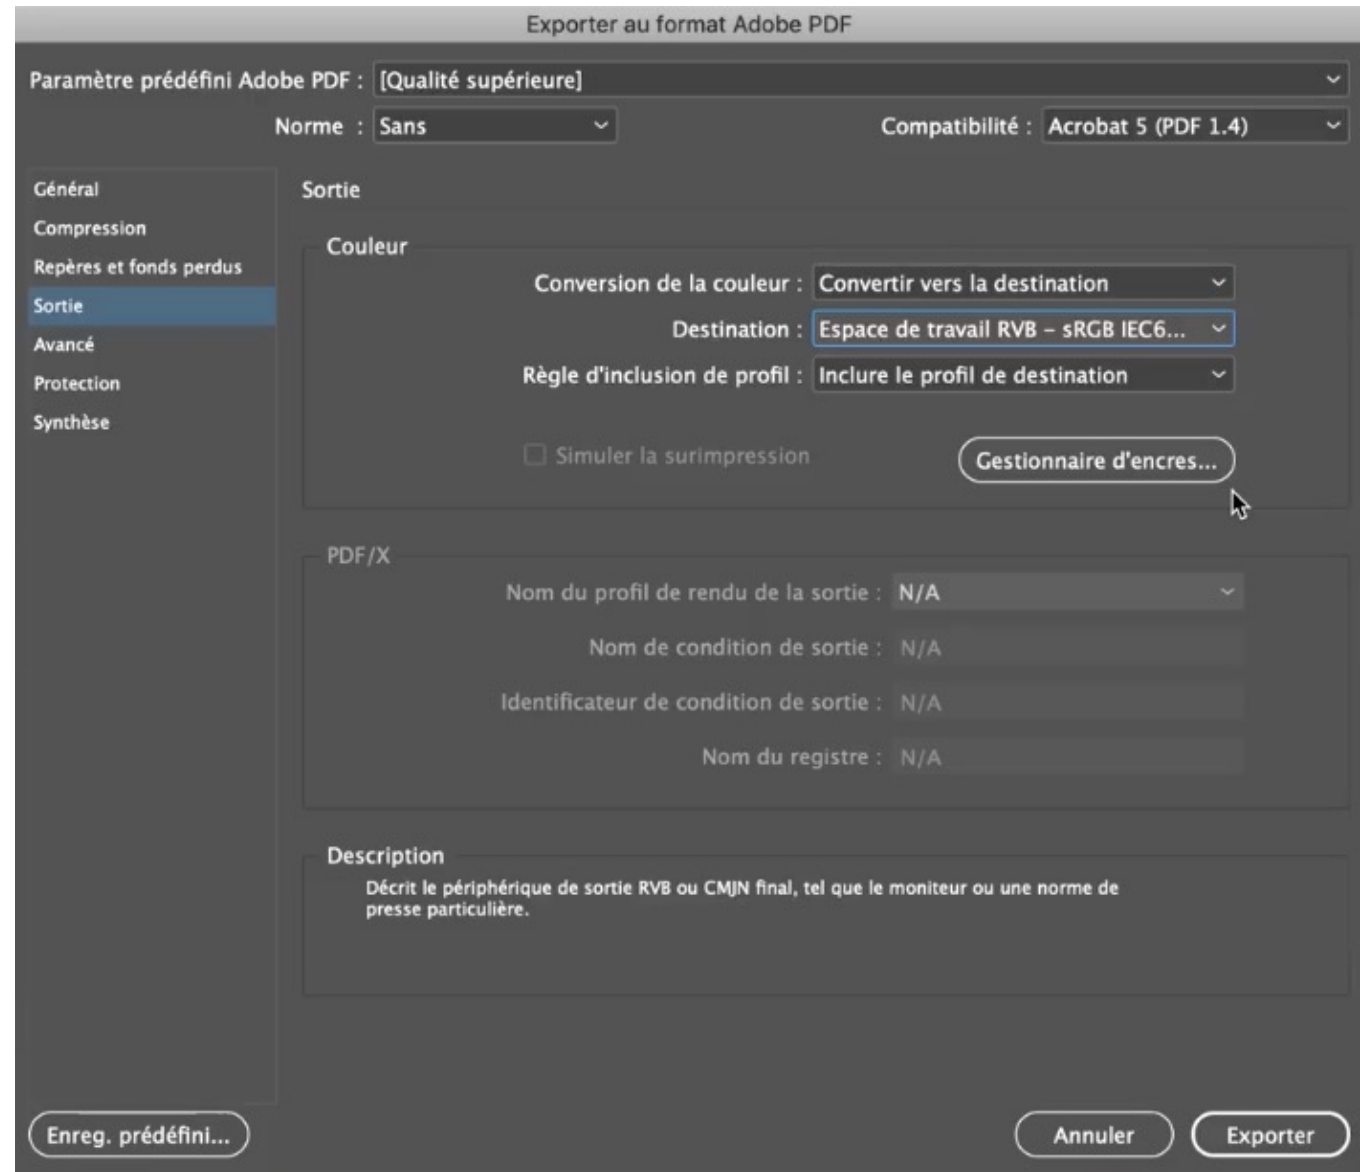 Exporter au format Adobe PDF
Paramètre prédéfini Adobe PDF : [Qualité supérieure]
Norme : Sans Compatibilité : Acrobat 5 (PDF 1.4)
Général
Compression
Repères et fonds perdus
Sortie
Avancé
Protection
Synthèse
Sortie
Couleur
Conversion de la couleur : Convertir vers la destination
Destination : Espace de travail RVB – sRGB IEC6...
Règle d'inclusion de profil : Inclure le profil de destination
Simuler la surimpression Gestionnaire d'encres...
PDF/X
Nom du profil de rendu de la sortie : N/A
Nom de condition de sortie : N/A
Identificateur de condition de sortie : N/A
Nom du registre : N/A
Description
Décrit le périphérique de sortie RVB ou CMJN final, tel que le moniteur ou une norme de
presse particulière.
Enreg. prédéfini... Annuler Exporter